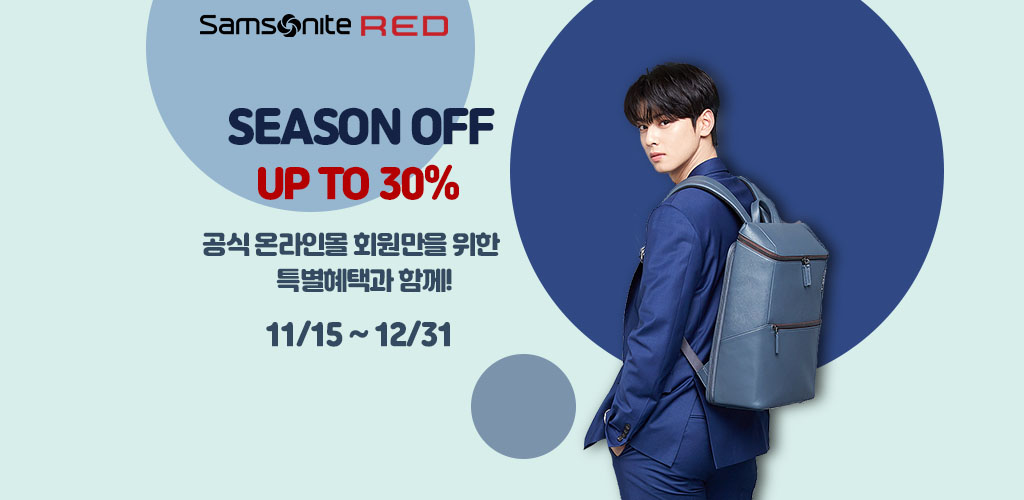 Samsonite RED
SEASON OFF
UP TO 30%
공식 온라인몰 회원만을 위한
특별혜택과 함께!
11/15 ~ 12/31